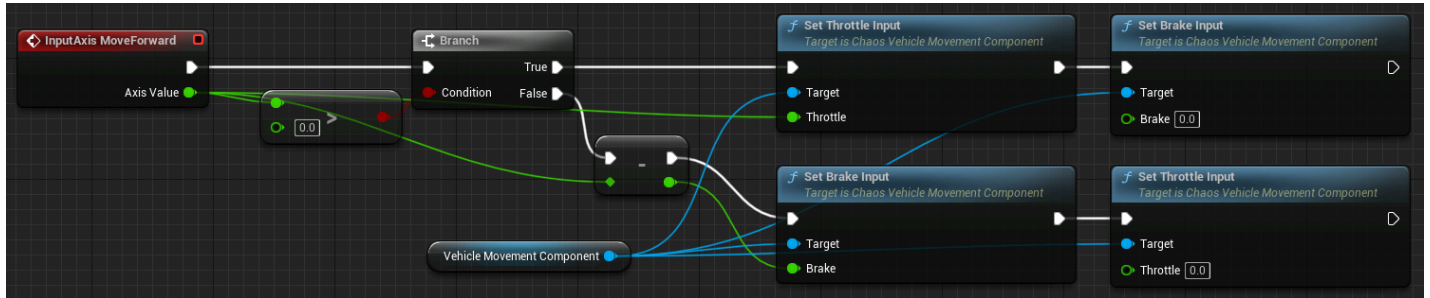 InputAxis MoveForward
Axis Value
>
0.0
Branch
True
Condition
False
-
Vehicle Movement Component
Set Throttle Input
Target is Chaos Vehicle Movement Component
Target
Throttle
Set Brake Input
Target is Chaos Vehicle Movement Component
Target
Brake 0.0
Set Brake Input
Target is Chaos Vehicle Movement Component
Target
Brake
Set Throttle Input
Target is Chaos Vehicle Movement Component
Target
Throttle 0.0